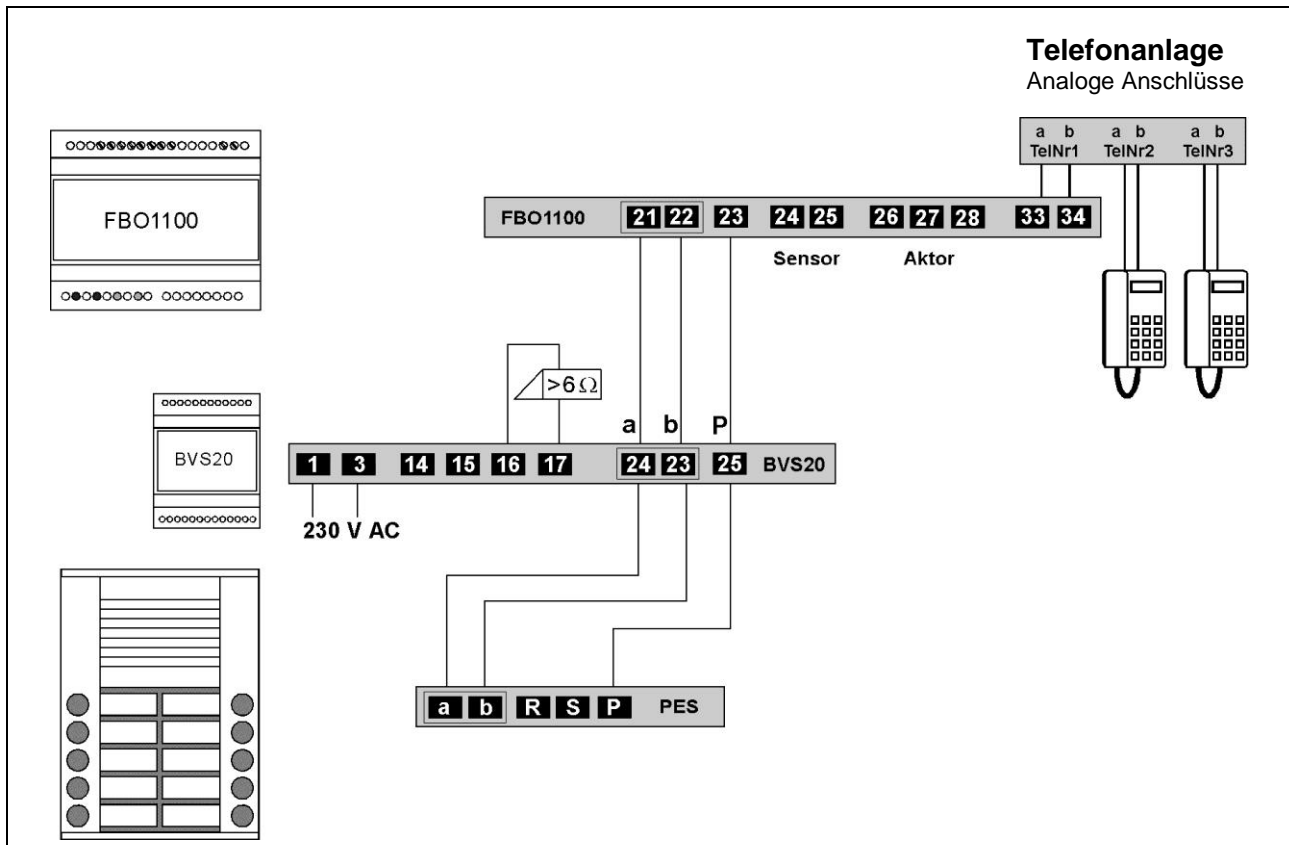 Telefonanlage
Analoge Anschlüsse
a b a b a b
TelNr1 TelNr2 TelNr3
FBO1100
FBO1100 21 22 23 24 25 26 27 28 33 34
Sensor Aktor
>6 Ω
a b P
BVS20
1 3 14 15 16 17 24 23 25 BVS20
230 V AC
a b R S P PES